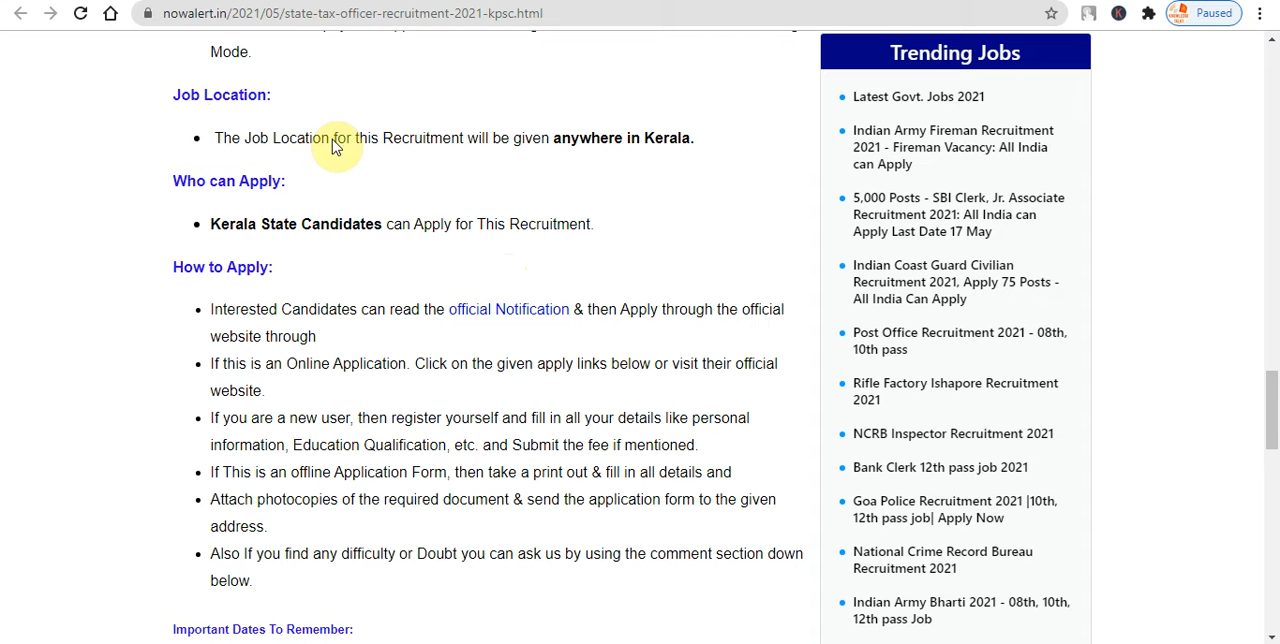 nowalert.in/2021/05/state-tax-officer-recruitment-2021-kpsc.html
Paused
Mode.
Job Location:
The Job Location for this Recruitment will be given anywhere in Kerala.
Who can Apply:
Kerala State Candidates can Apply for This Recruitment.
How to Apply:
Interested Candidates can read the official Notification & then Apply through the official
website through
If this is an Online Application. Click on the given apply links below or visit their official
website.
If you are a new user, then register yourself and fill in all your details like personal
information, Education Qualification, etc. and Submit the fee if mentioned.
If This is an offline Application Form, then take a print out & fill in all details and
Attach photocopies of the required document & send the application form to the given
address.
Also If you find any difficulty or Doubt you can ask us by using the comment section down
below.
Important Dates To Remember:
Trending Jobs
Latest Govt. Jobs 2021
Indian Army Fireman Recruitment
2021 - Fireman Vacancy: All India
can Apply
5,000 Posts - SBI Clerk, Jr. Associate
Recruitment 2021: All India can
Apply Last Date 17 May
Indian Coast Guard Civilian
Recruitment 2021, Apply 75 Posts -
All India Can Apply
Post Office Recruitment 2021 - 08th,
10th pass
Rifle Factory Ishapore Recruitment
2021
NCRB Inspector Recruitment 2021
Bank Clerk 12th pass job 2021
Goa Police Recruitment 2021 |10th,
12th pass job| Apply Now
National Crime Record Bureau
Recruitment 2021
Indian Army Bharti 2021 - 08th, 10th,
12th pass Job